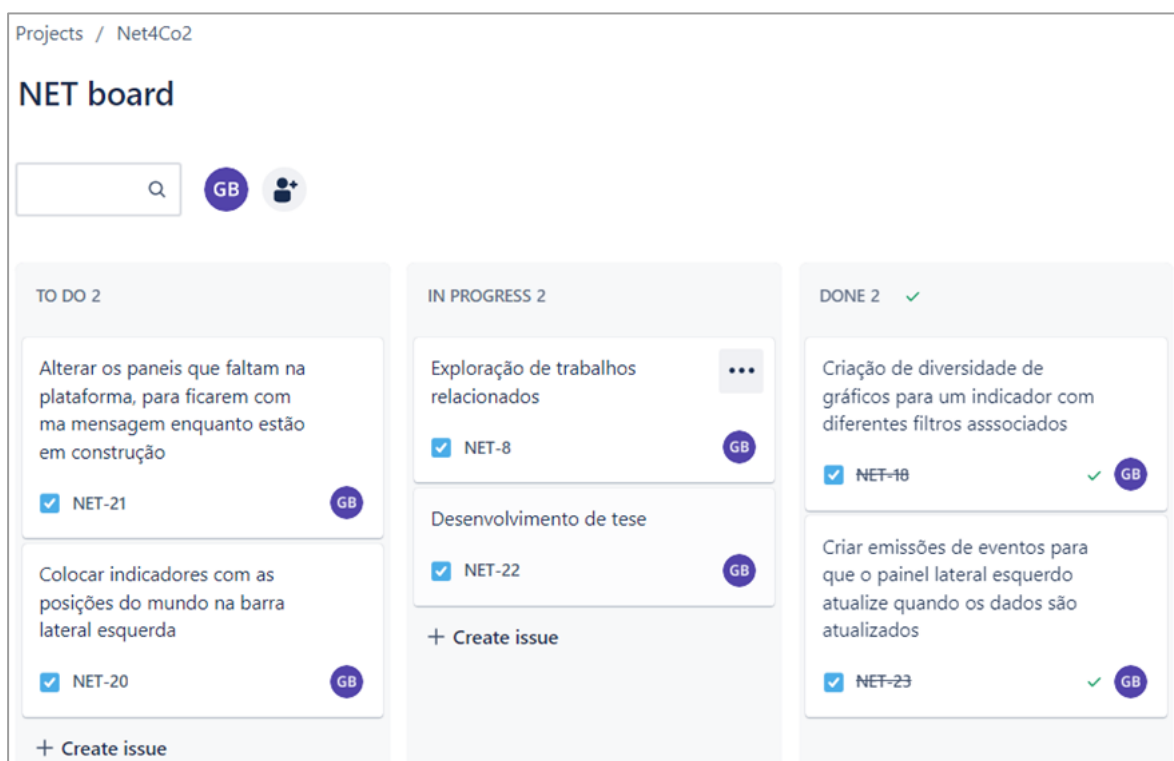 Projects / Net4Co2
NET board
GB
TO DO 2
Alterar os paneis que faltam na
plataforma, para ficarem com
ma mensagem enquanto estão
em construção
NET-21
GB
Colocar indicadores com as
posições do mundo na barra
lateral esquerda
NET-20
GB
+ Create issue
IN PROGRESS 2
Exploração de trabalhos
relacionados
NET-8
GB
Desenvolvimento de tese
NET-22
GB
+ Create issue
DONE 2
Criação de diversidade de
gráficos para um indicador com
diferentes filtros asssociados
NET-18
GB
Criar emissões de eventos para
que o painel lateral esquerdo
atualize quando os dados são
atualizados
NET-23
GB